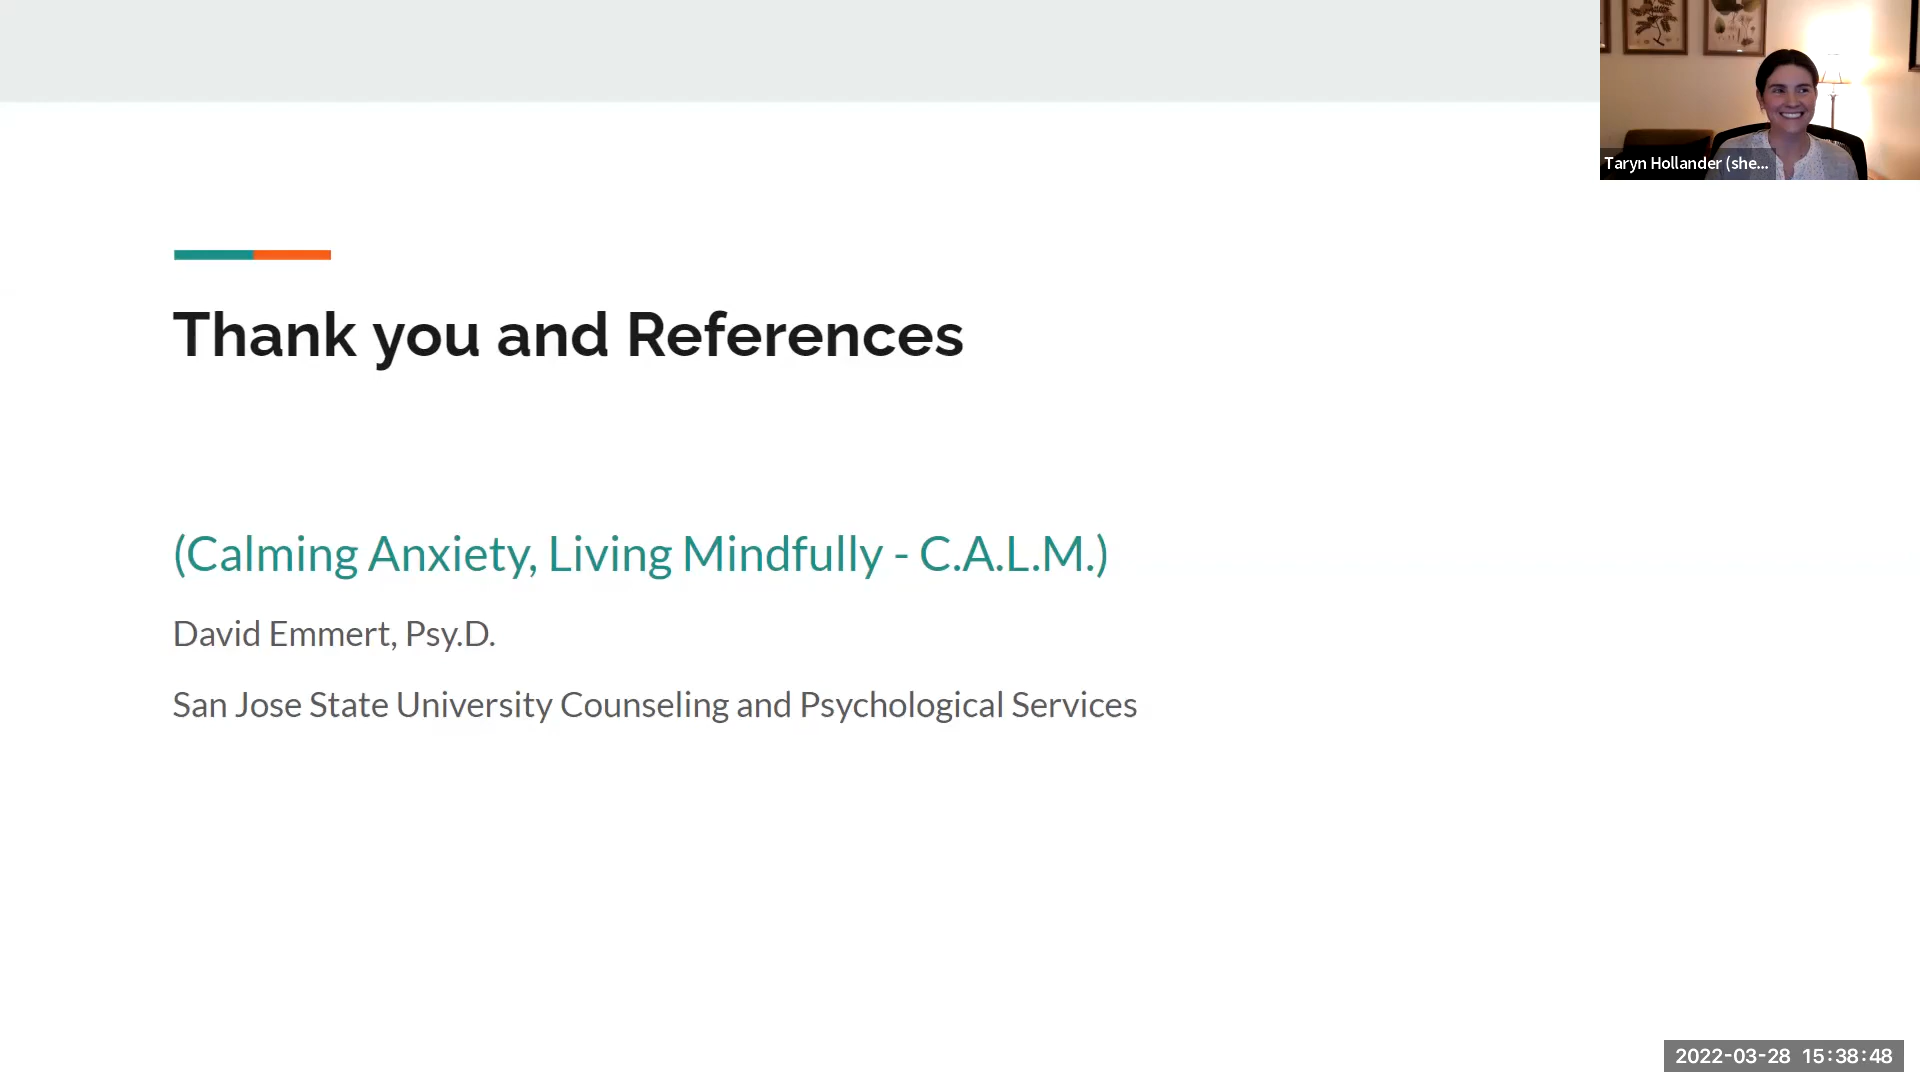 Taryn Hollander (she...
Thank you and References
(Calming Anxiety, Living Mindfully - C.A.L.M.)
David Emmert, Psy.D.
San Jose State University Counseling and Psychological Services
2022-03-28 15:38:48